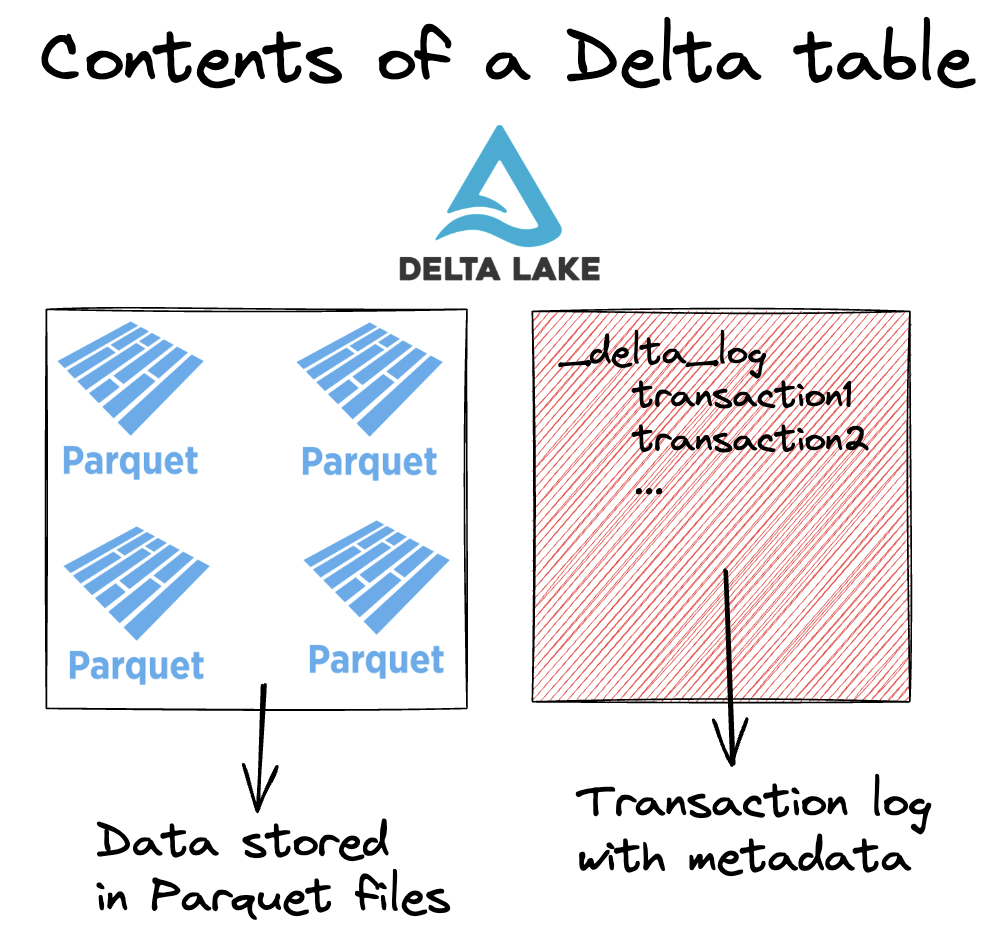 Contents of a Delta table
DELTA LAKE
Parquet
Parquet
Parquet
Parquet
_delta_log
transaction1
transaction2
...
Data stored
in Parquet files
Transaction log
with metadata